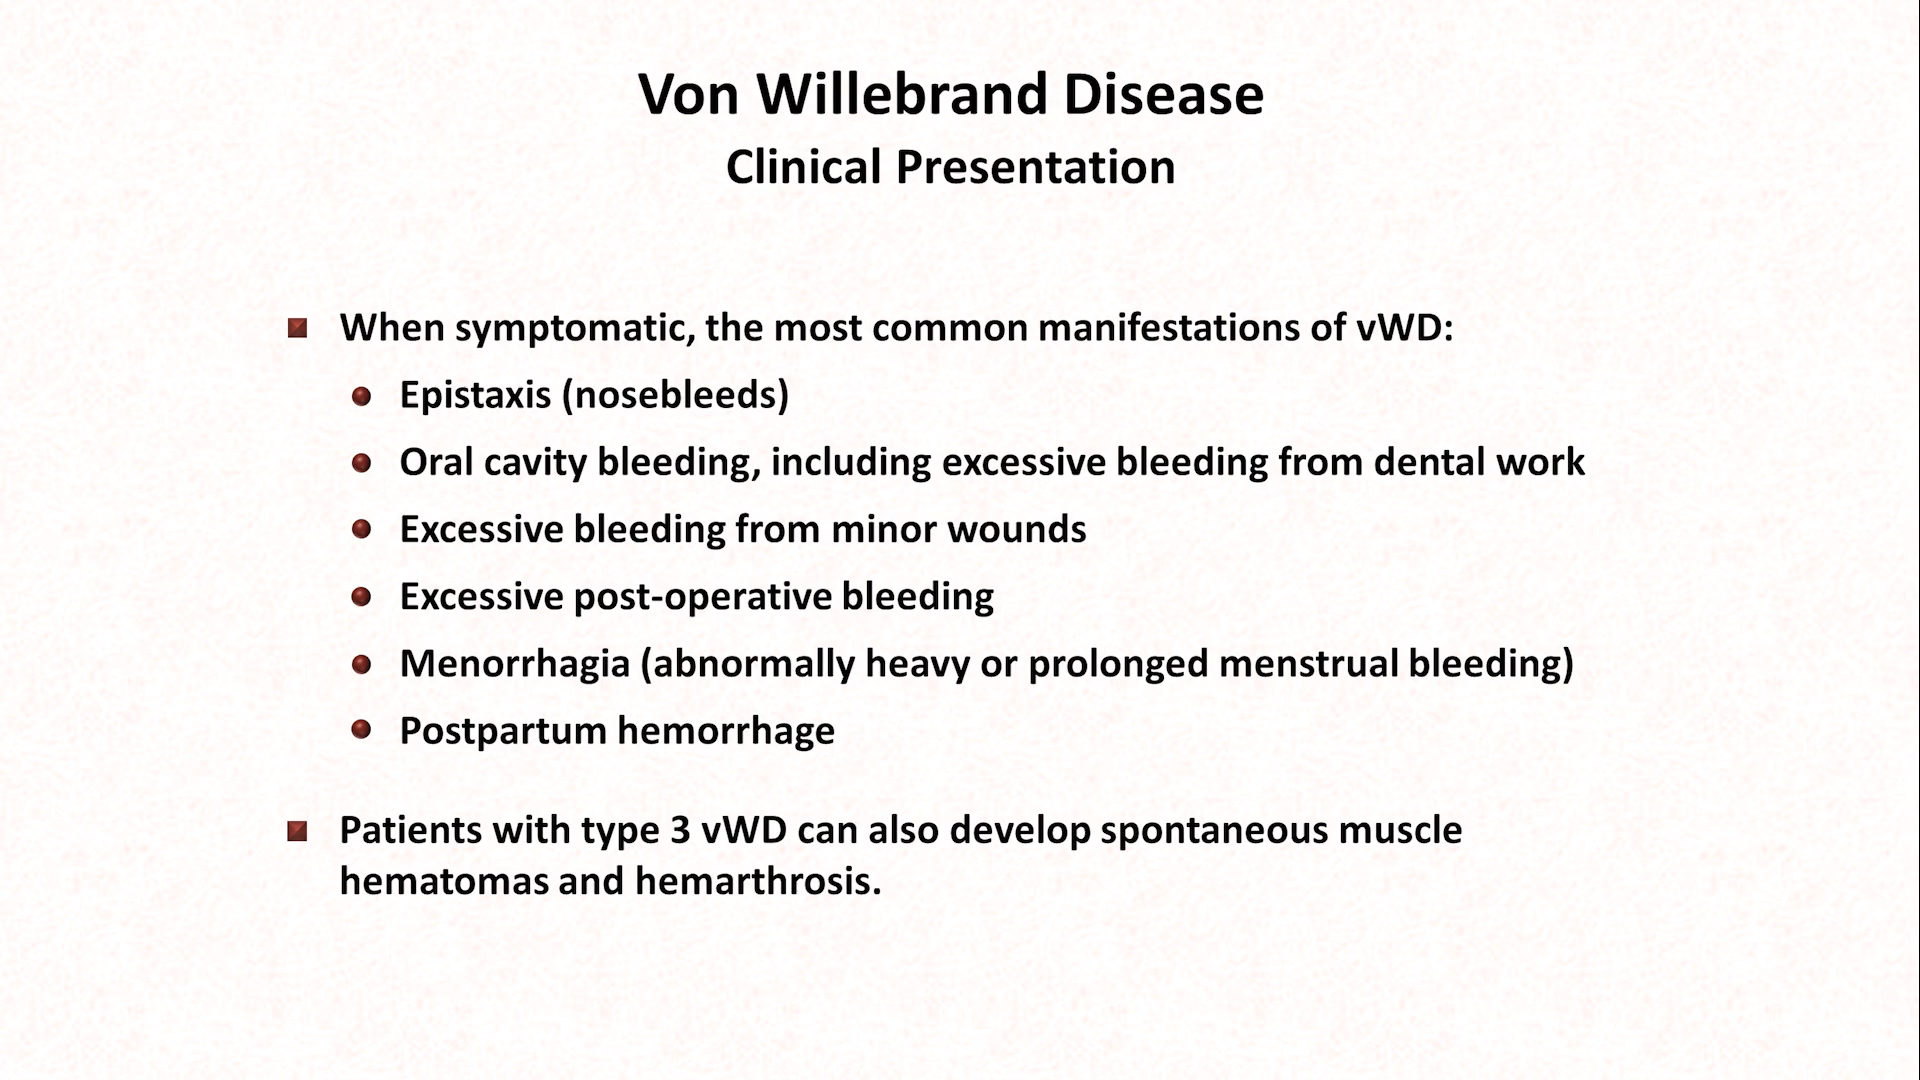 Von Willebrand Disease
Clinical Presentation
When symptomatic, the most common manifestations of vWD:
Epistaxis (nosebleeds)
Oral cavity bleeding, including excessive bleeding from dental work
Excessive bleeding from minor wounds
Excessive post-operative bleeding
Menorrhagia (abnormally heavy or prolonged menstrual bleeding)
Postpartum hemorrhage
Patients with type 3 vWD can also develop spontaneous muscle
hematomas and hemarthrosis.